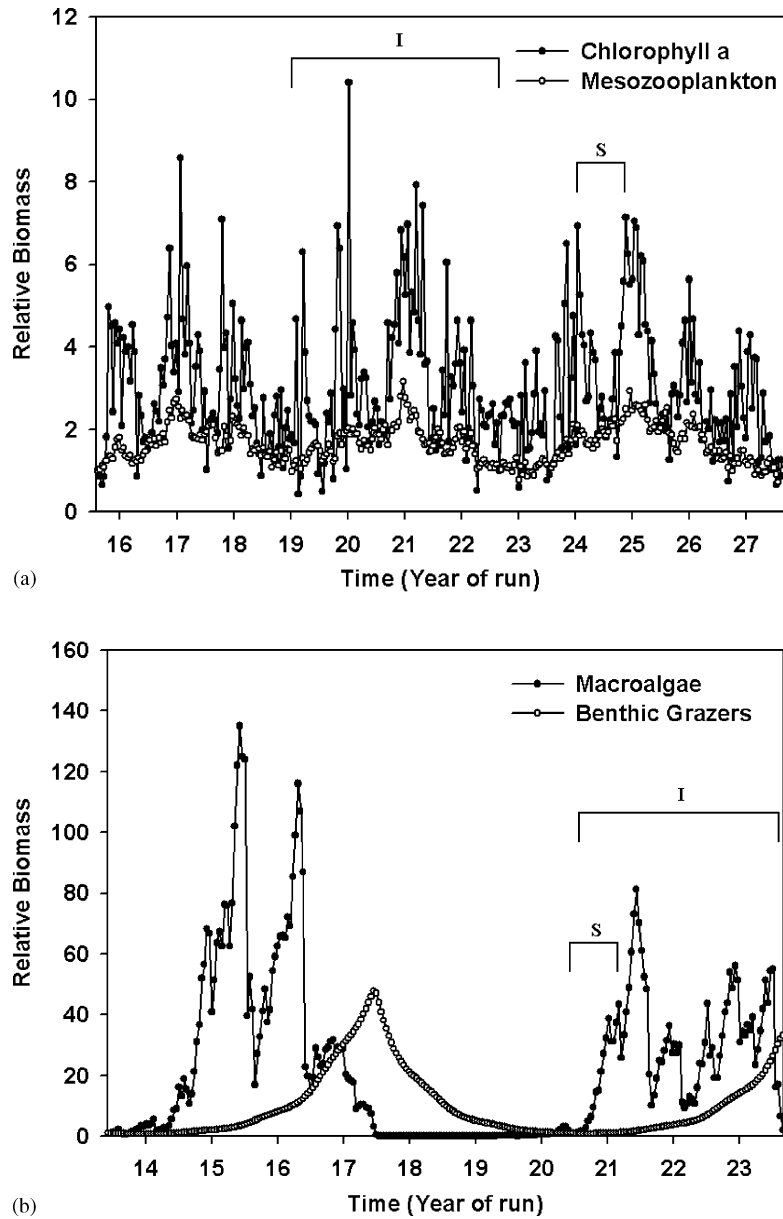 12
10
8
6
4
2
0
Relative Biomass
I
S
Chlorophyll a
Mesozooplankton
16 17 18 19 20 21 22 23 24 25 26 27
Time (Year of run)
(a)
160
140
120
100
80
60
40
20
0
Relative Biomass
Macroalgae
Benthic Grazers
I
S
14 15 16 17 18 19 20 21 22 23
Time (Year of run)
(b)